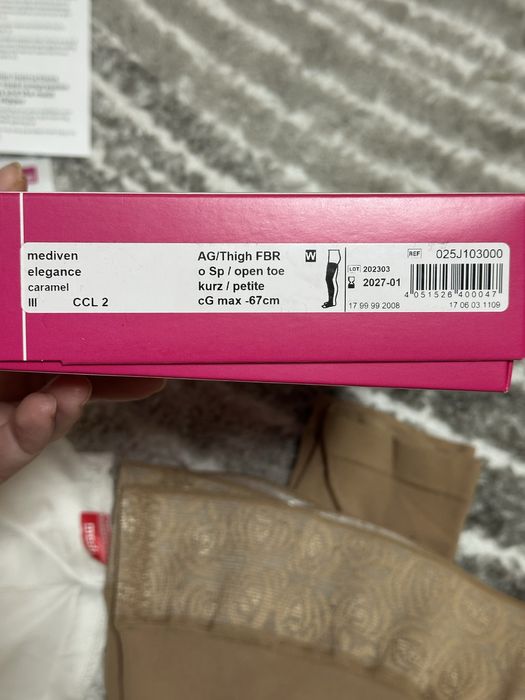 mediven
elegance
caramel
III CCL 2
AG/Thigh FBR
o Sp / open toe
kurz / petite
cG max -67cm
W
LOT 202303
2027-01
17 99 99 2008
REF 025J103000
4 051526 400047
17 06 03 1109